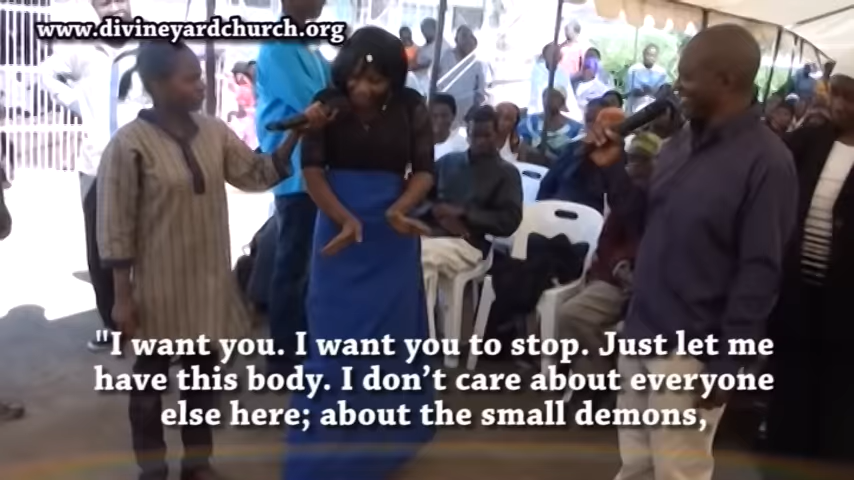 www.divineyardchurch.org
"I want you. I want you to stop. Just let me
have this body. I don't care about everyone
else here; about the small demons,